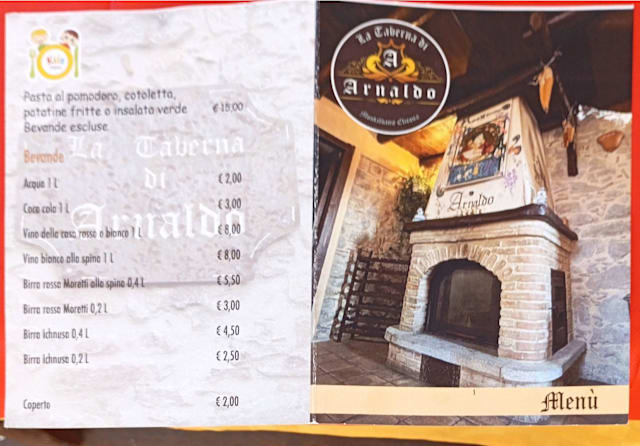 Kids
Pasta al pomodoro, cotoletta,
patatine fritte o insalata verde € 15,00
Bevande escluse
Bevande
Acqua 1 L € 2,00
Coca cola 1 L € 3,00
Vino della casa rosso o bianco 1 L € 8,00
Vino bianco alla spina 1 L € 8,00
Birra rossa Moretti alla spina 0,4 L € 5,50
Birra rossa Moretti 0,2 L € 3,00
Birra Ichnusa 0,4 L € 4,50
Birra Ichnusa 0,2 L € 2,50
Coperto € 2,00
La Taverna
di
Arnaldo
La Taverna di
A
Arnaldo
Arnaldo
Menù